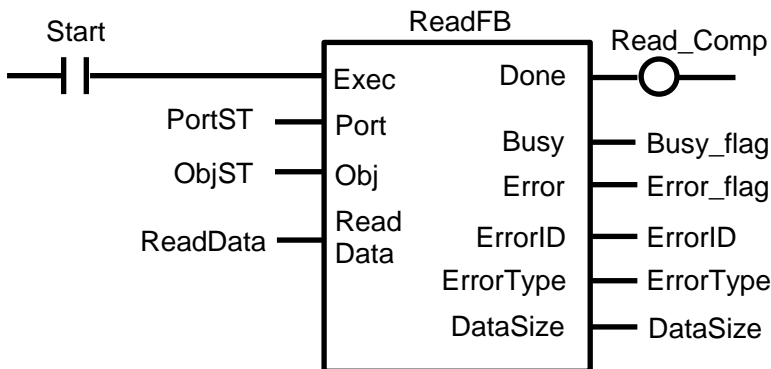 ReadFB
Start
Read_Comp
Exec
Done
PortST
Port
Busy
Busy_flag
ObjST
Obj
Error
Error_flag
ReadData
Read
Data
ErrorID
ErrorID
ErrorType
ErrorType
DataSize
DataSize